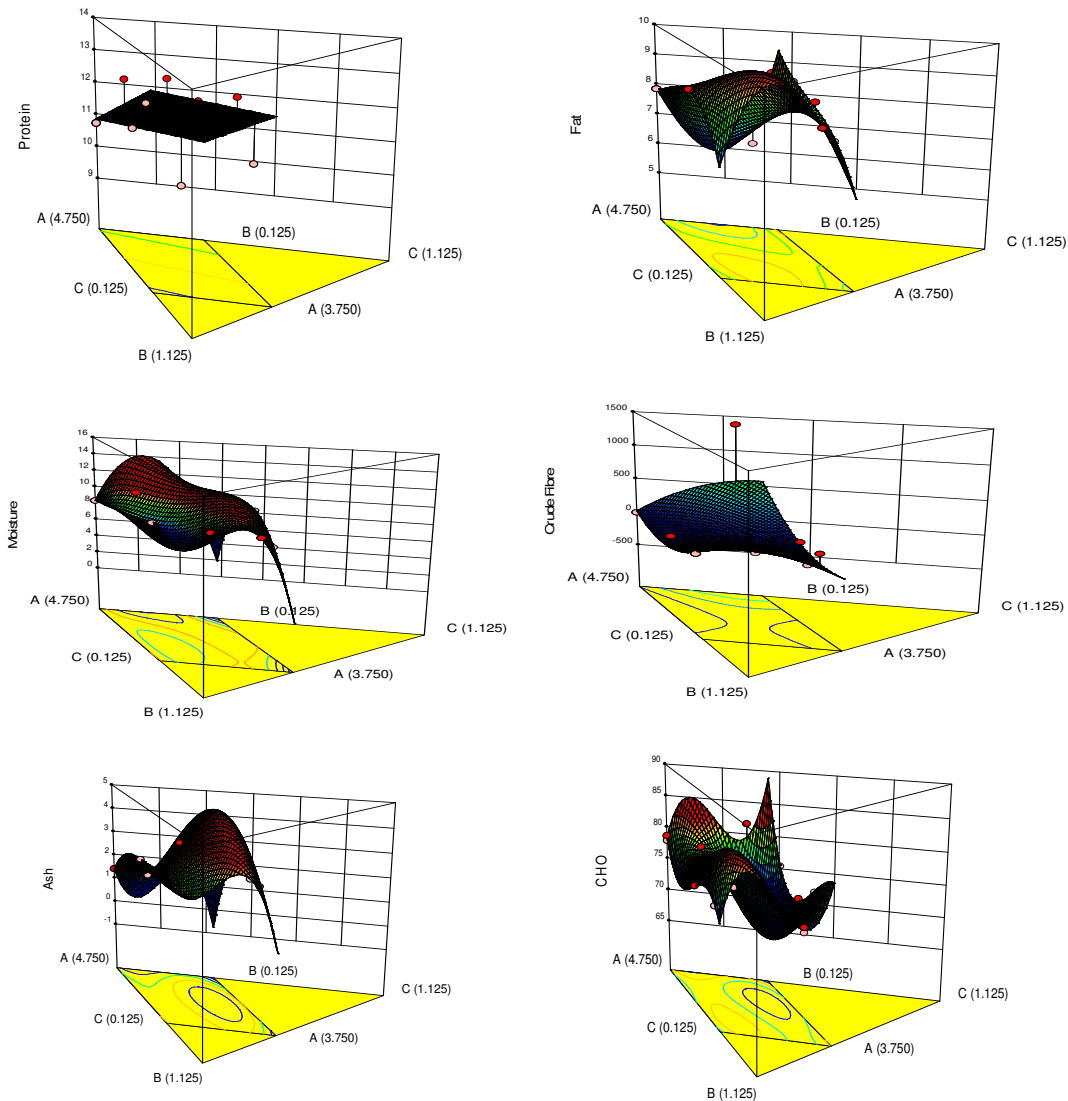 14
13
12
11
10
9
Protein
A (4.750)
B (0.125)
C (1.125)
C (0.125)
A (3.750)
B (1.125)
10
9
8
7
6
5
Fat
A (4.750)
B (0.125)
C (1.125)
C (0.125)
A (3.750)
B (1.125)
16
14
12
10
8
6
4
2
0
Moisture
A (4.750)
B (0.125)
C (1.125)
C (0.125)
A (3.750)
B (1.125)
1500
1000
500
0
-500
Crude Fibre
A (4.750)
B (0.125)
C (1.125)
C (0.125)
A (3.750)
B (1.125)
5
4
3
2
1
0
-1
Ash
A (4.750)
B (0.125)
C (1.125)
C (0.125)
A (3.750)
B (1.125)
90
85
80
75
70
65
CHO
A (4.750)
B (0.125)
C (1.125)
C (0.125)
A (3.750)
B (1.125)